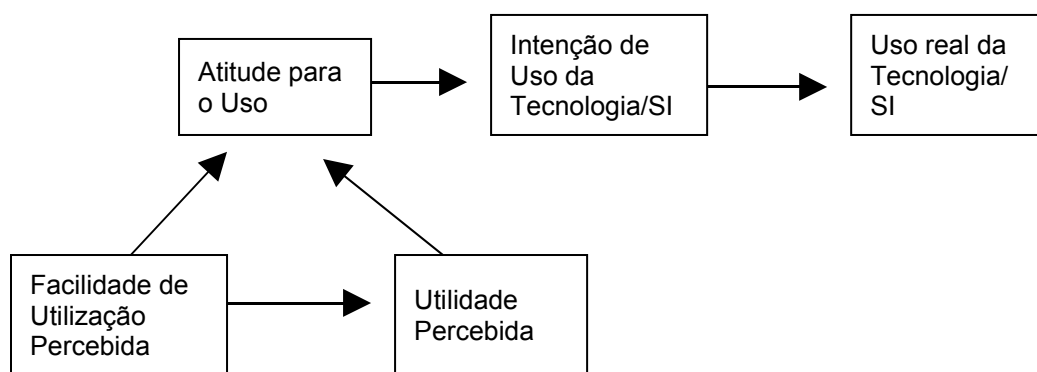 Atitude para
o Uso
Intenção de
Uso da
Tecnologia/SI
Uso real da
Tecnologia/
SI
Facilidade de
Utilização
Percebida
Utilidade
Percebida